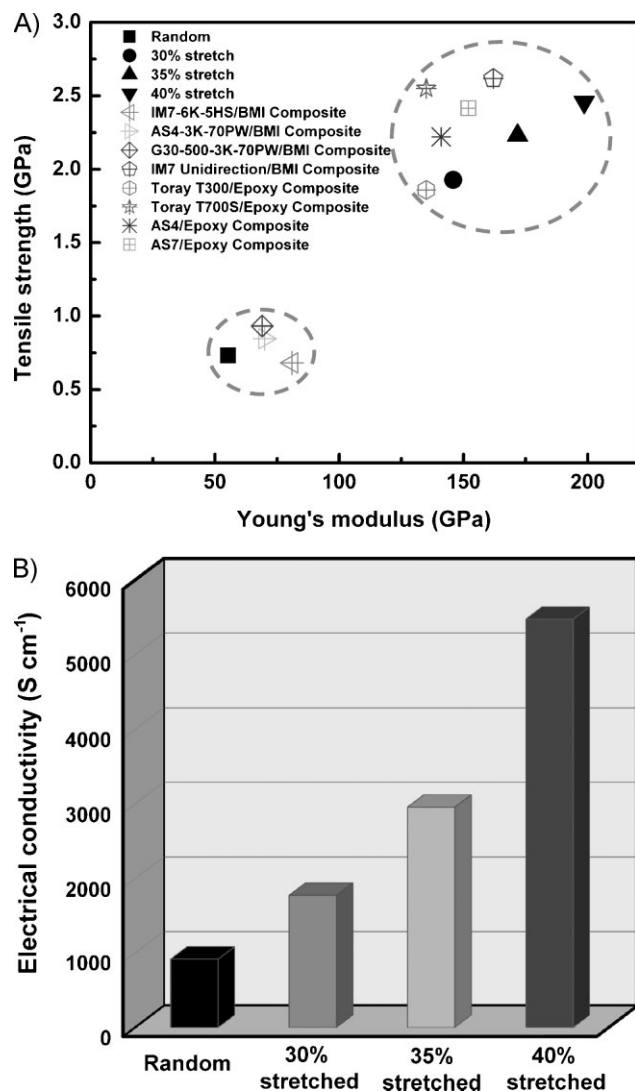 A)
3.0
2.5
2.0
1.5
1.0
0.5
0.0
Tensile strength (GPa)
Random
30% stretch
35% stretch
40% stretch
IM7-6K-5HS/BMI Composite
AS4-3K-70PW/BMI Composite
G30-500-3K-70PW/BMI Composite
IM7 Unidirection/BMI Composite
Toray T300/Epoxy Composite
Toray T700S/Epoxy Composite
AS4/Epoxy Composite
AS7/Epoxy Composite
0 50 100 150 200
Young's modulus (GPa)
B)
6000
5000
4000
3000
2000
1000
0
Electrical conductivity (S cm⁻¹)
Random 30% 35% 40%
stretched stretched stretched